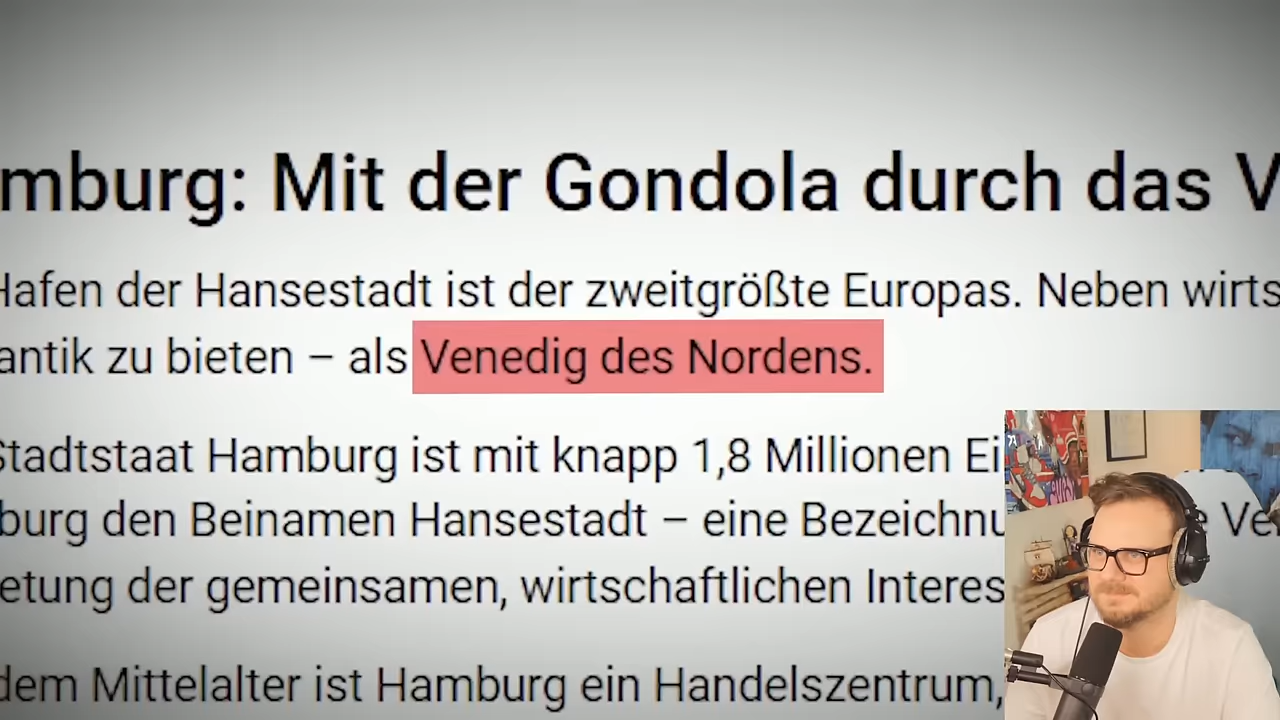 mburg: Mit der Gondola durch das V
Hafen der Hansestadt ist der zweitgrößte Europas. Neben wirts
antik zu bieten – als Venedig des Nordens.
Stadtstaat Hamburg ist mit knapp 1,8 Millionen Ei
burg den Beinamen Hansestadt – eine Bezeichnu e Ve
etung der gemeinsamen, wirtschaftlichen Interes
dem Mittelalter ist Hamburg ein Handelszentrum,